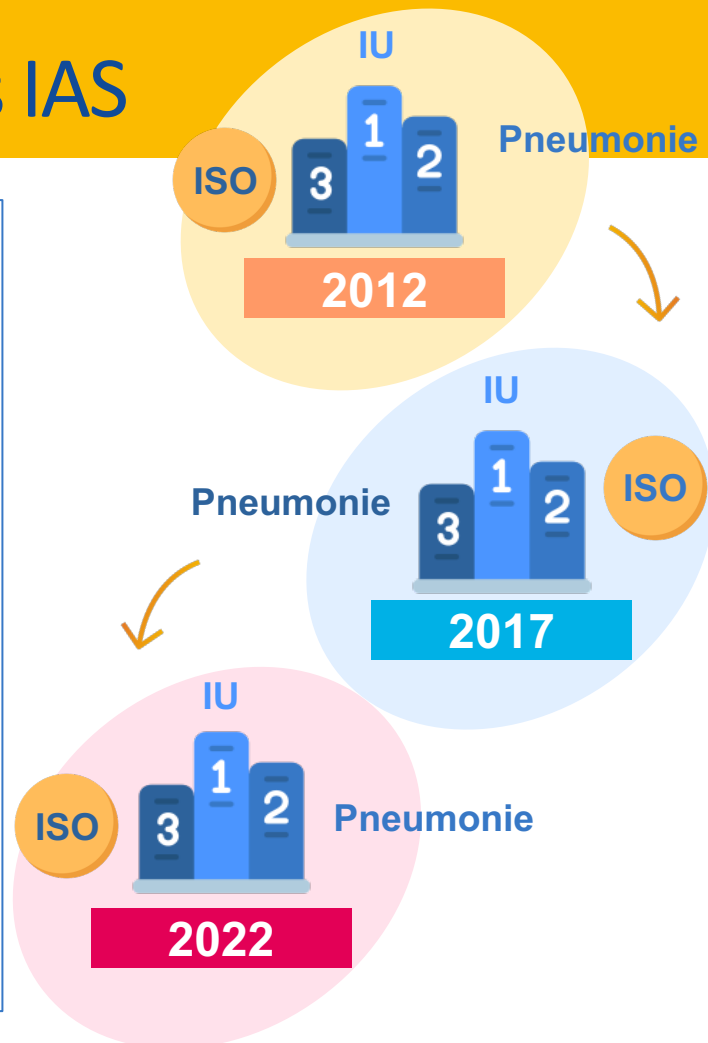 s IAS
IU
1
2
3
ISO
Pneumonie
2012
IU
1
2
3
Pneumonie
ISO
2017
IU
1
2
3
ISO
Pneumonie
2022